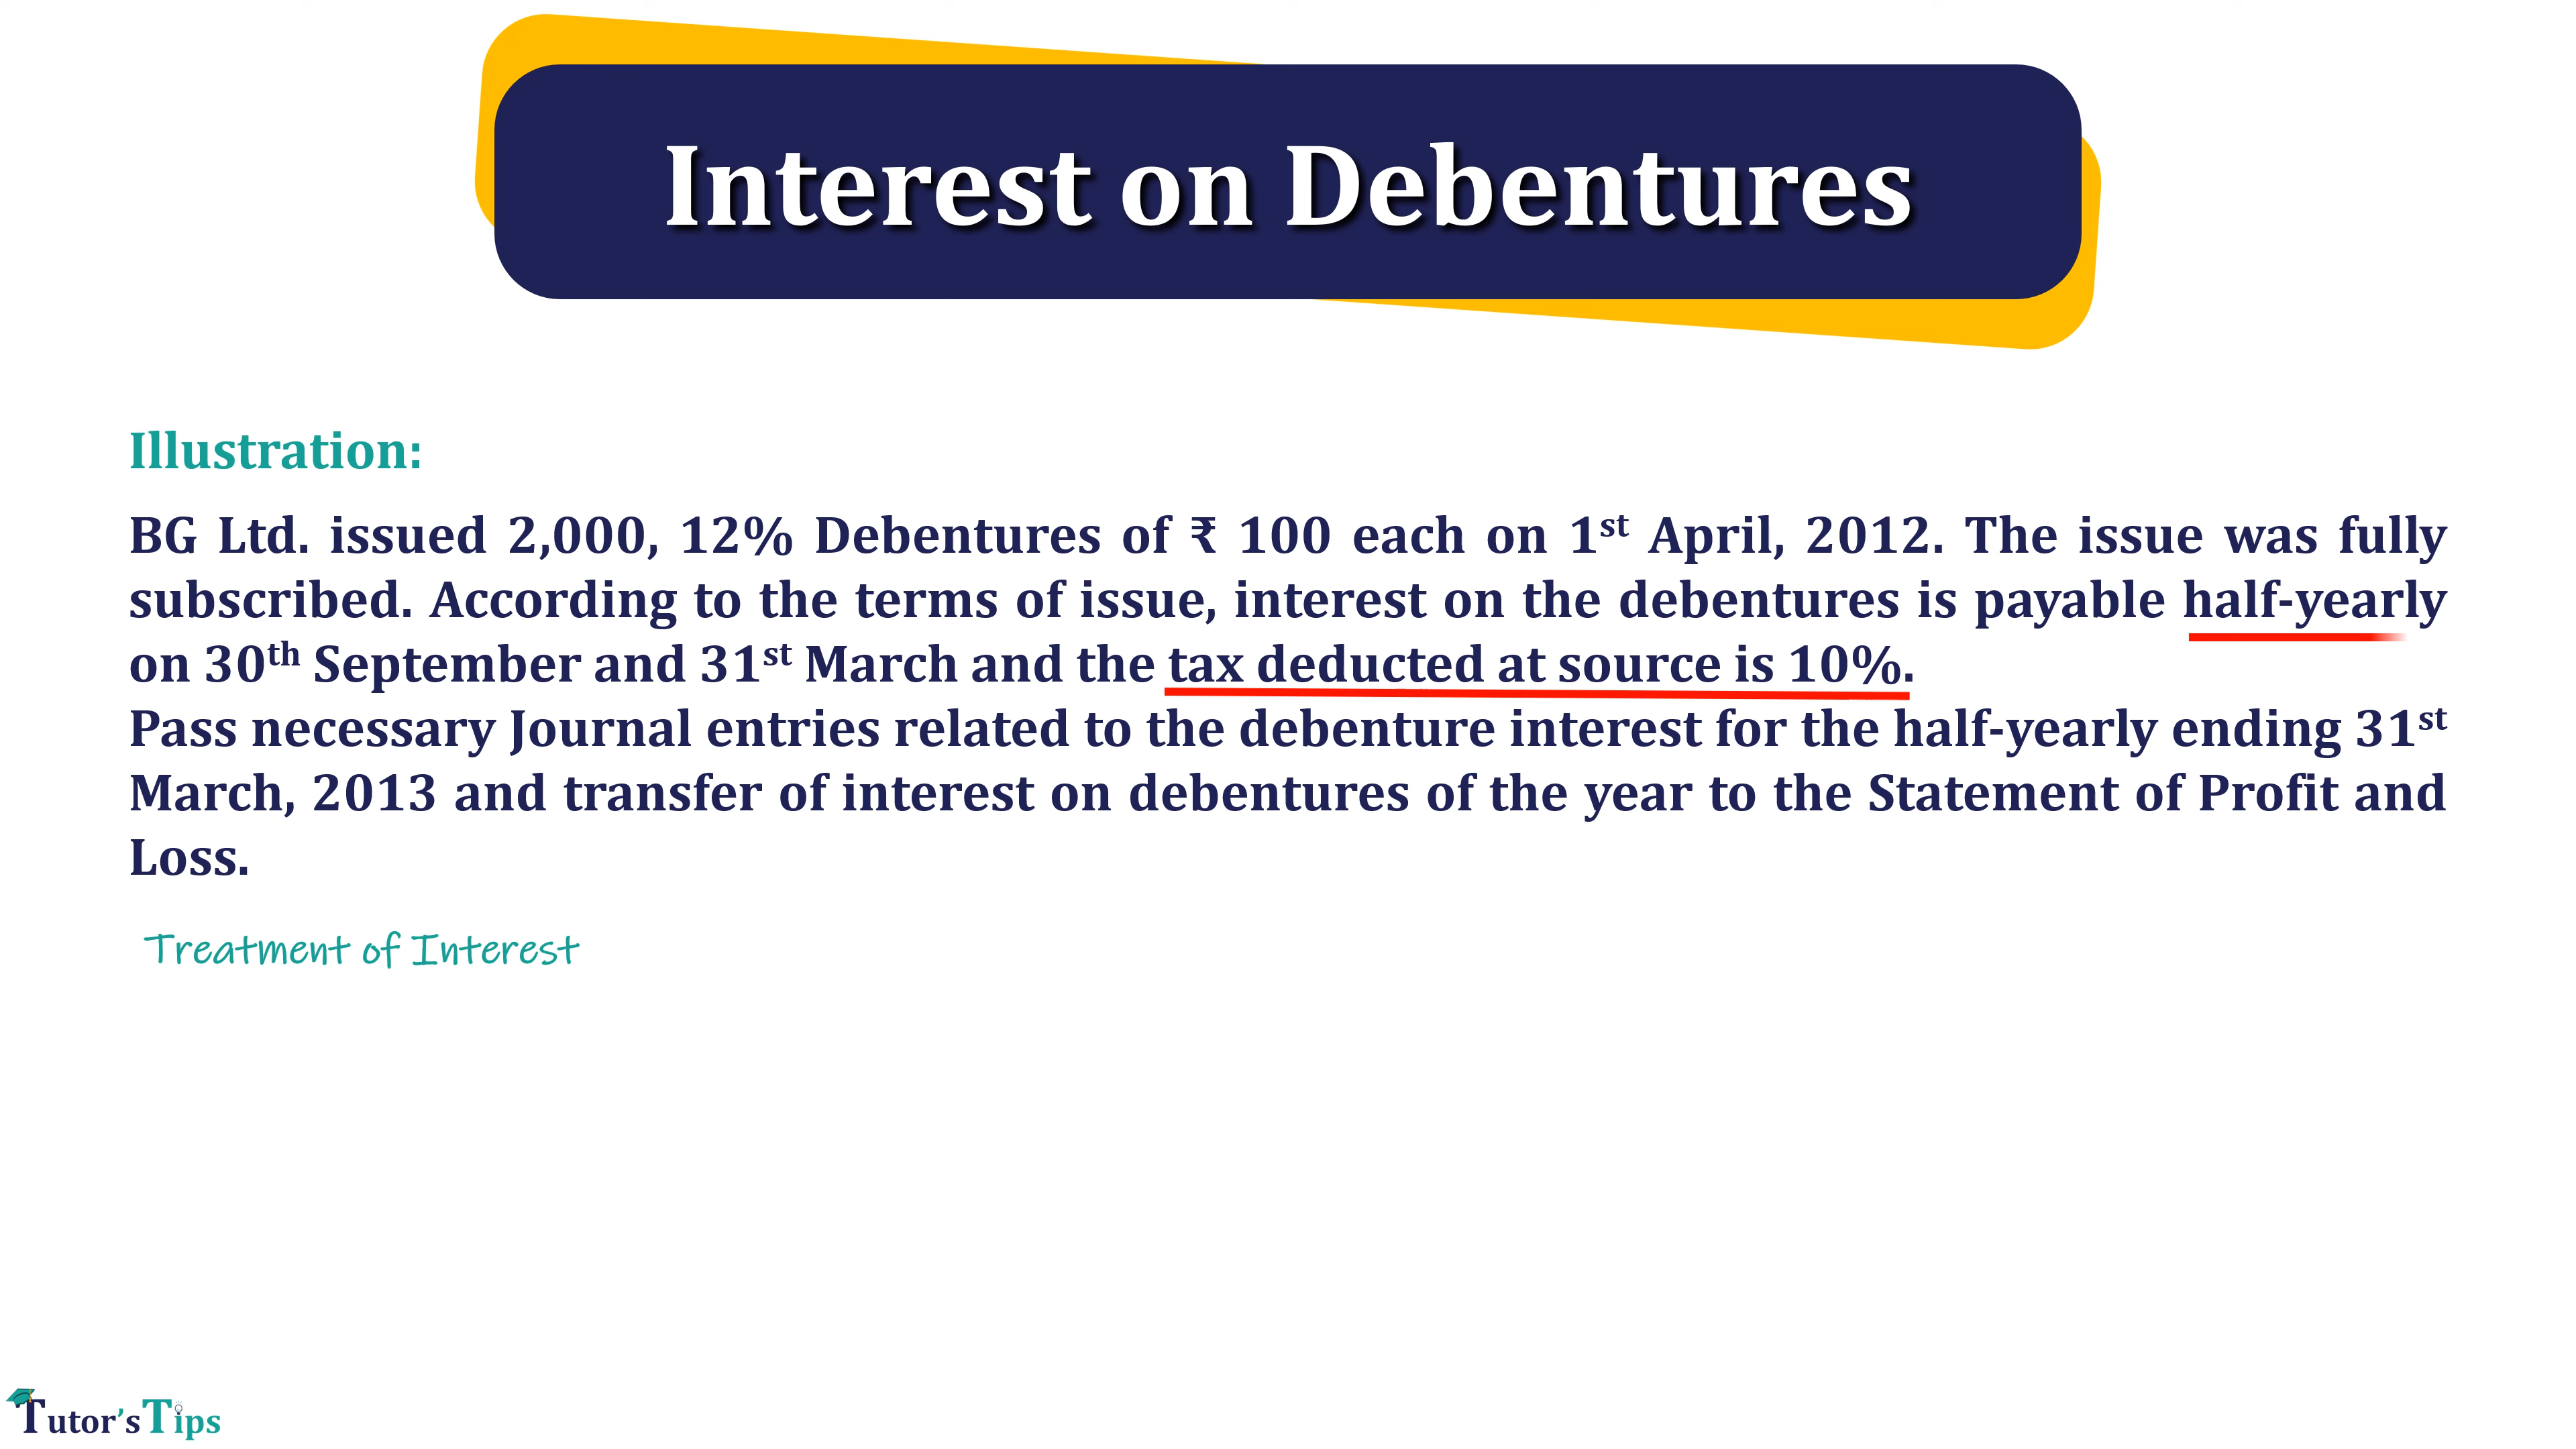 Interest on Debentures
Illustration:
BG Ltd. issued 2,000, 12% Debentures of ₹ 100 each on 1st April, 2012. The issue was fully
subscribed. According to the terms of issue, interest on the debentures is payable half-yearly
on 30th September and 31st March and the tax deducted at source is 10%.
Pass necessary Journal entries related to the debenture interest for the half-yearly ending 31st
March, 2013 and transfer of interest on debentures of the year to the Statement of Profit and
Loss.
Treatment of Interest
Tutor'sTips